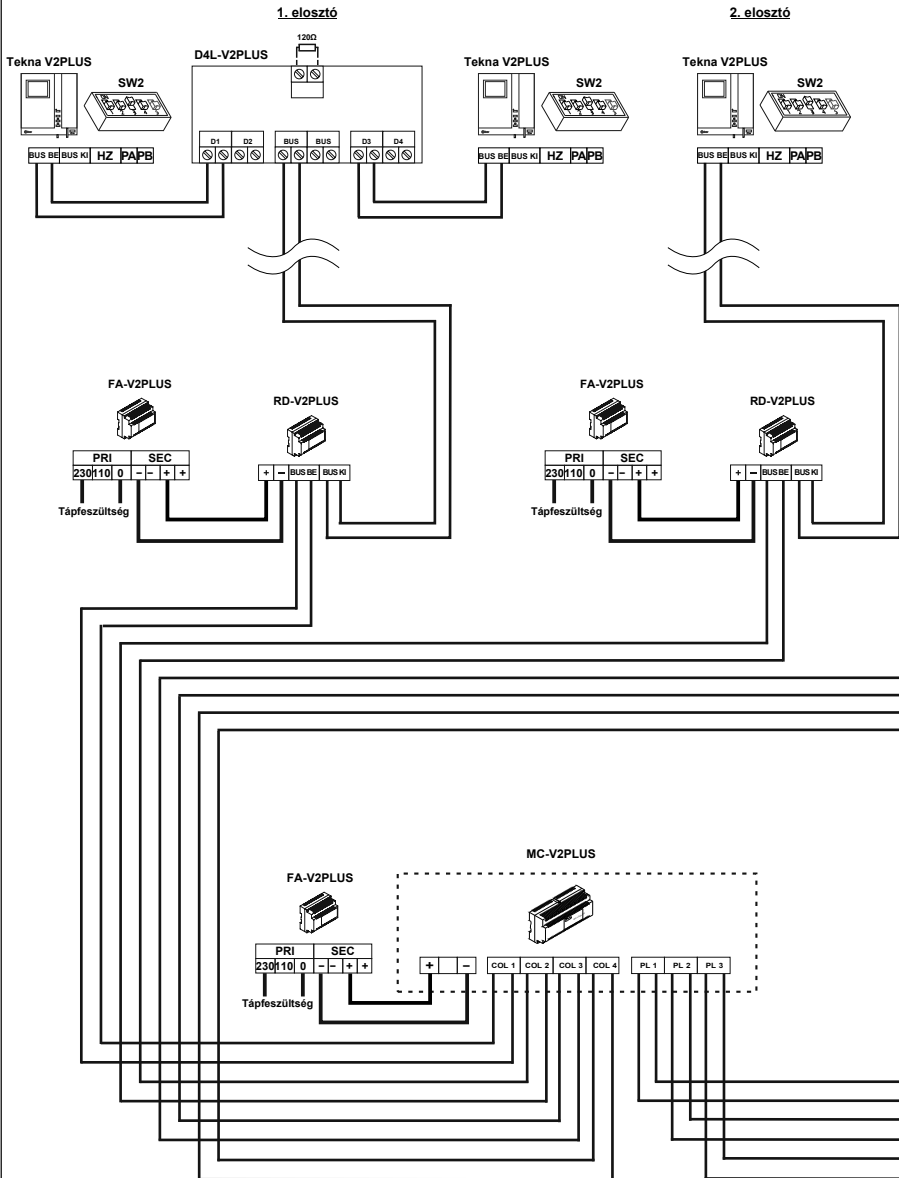 1. elosztó
2. elosztó
120Ω
D4L-V2PLUS
Tekna V2PLUS
SW2
Tekna V2PLUS
SW2
Tekna V2PLUS
SW2
D1 D2 BUS BUS D3 D4
BUS BE BUS KI HZ PA PB
BUS BE BUS KI HZ PA PB
BUS BE BUS KI HZ PA PB
FA-V2PLUS
RD-V2PLUS
PRI SEC
230 110 0 - - + +
+ - BUS BE BUS KI
Tápfeszültség
FA-V2PLUS
RD-V2PLUS
PRI SEC
230 110 0 - - + +
+ - BUS BE BUS KI
Tápfeszültség
MC-V2PLUS
FA-V2PLUS
PRI SEC
230 110 0 - - + +
Tápfeszültség
+ - COL 1 COL 2 COL 3 COL 4 PL 1 PL 2 PL 3